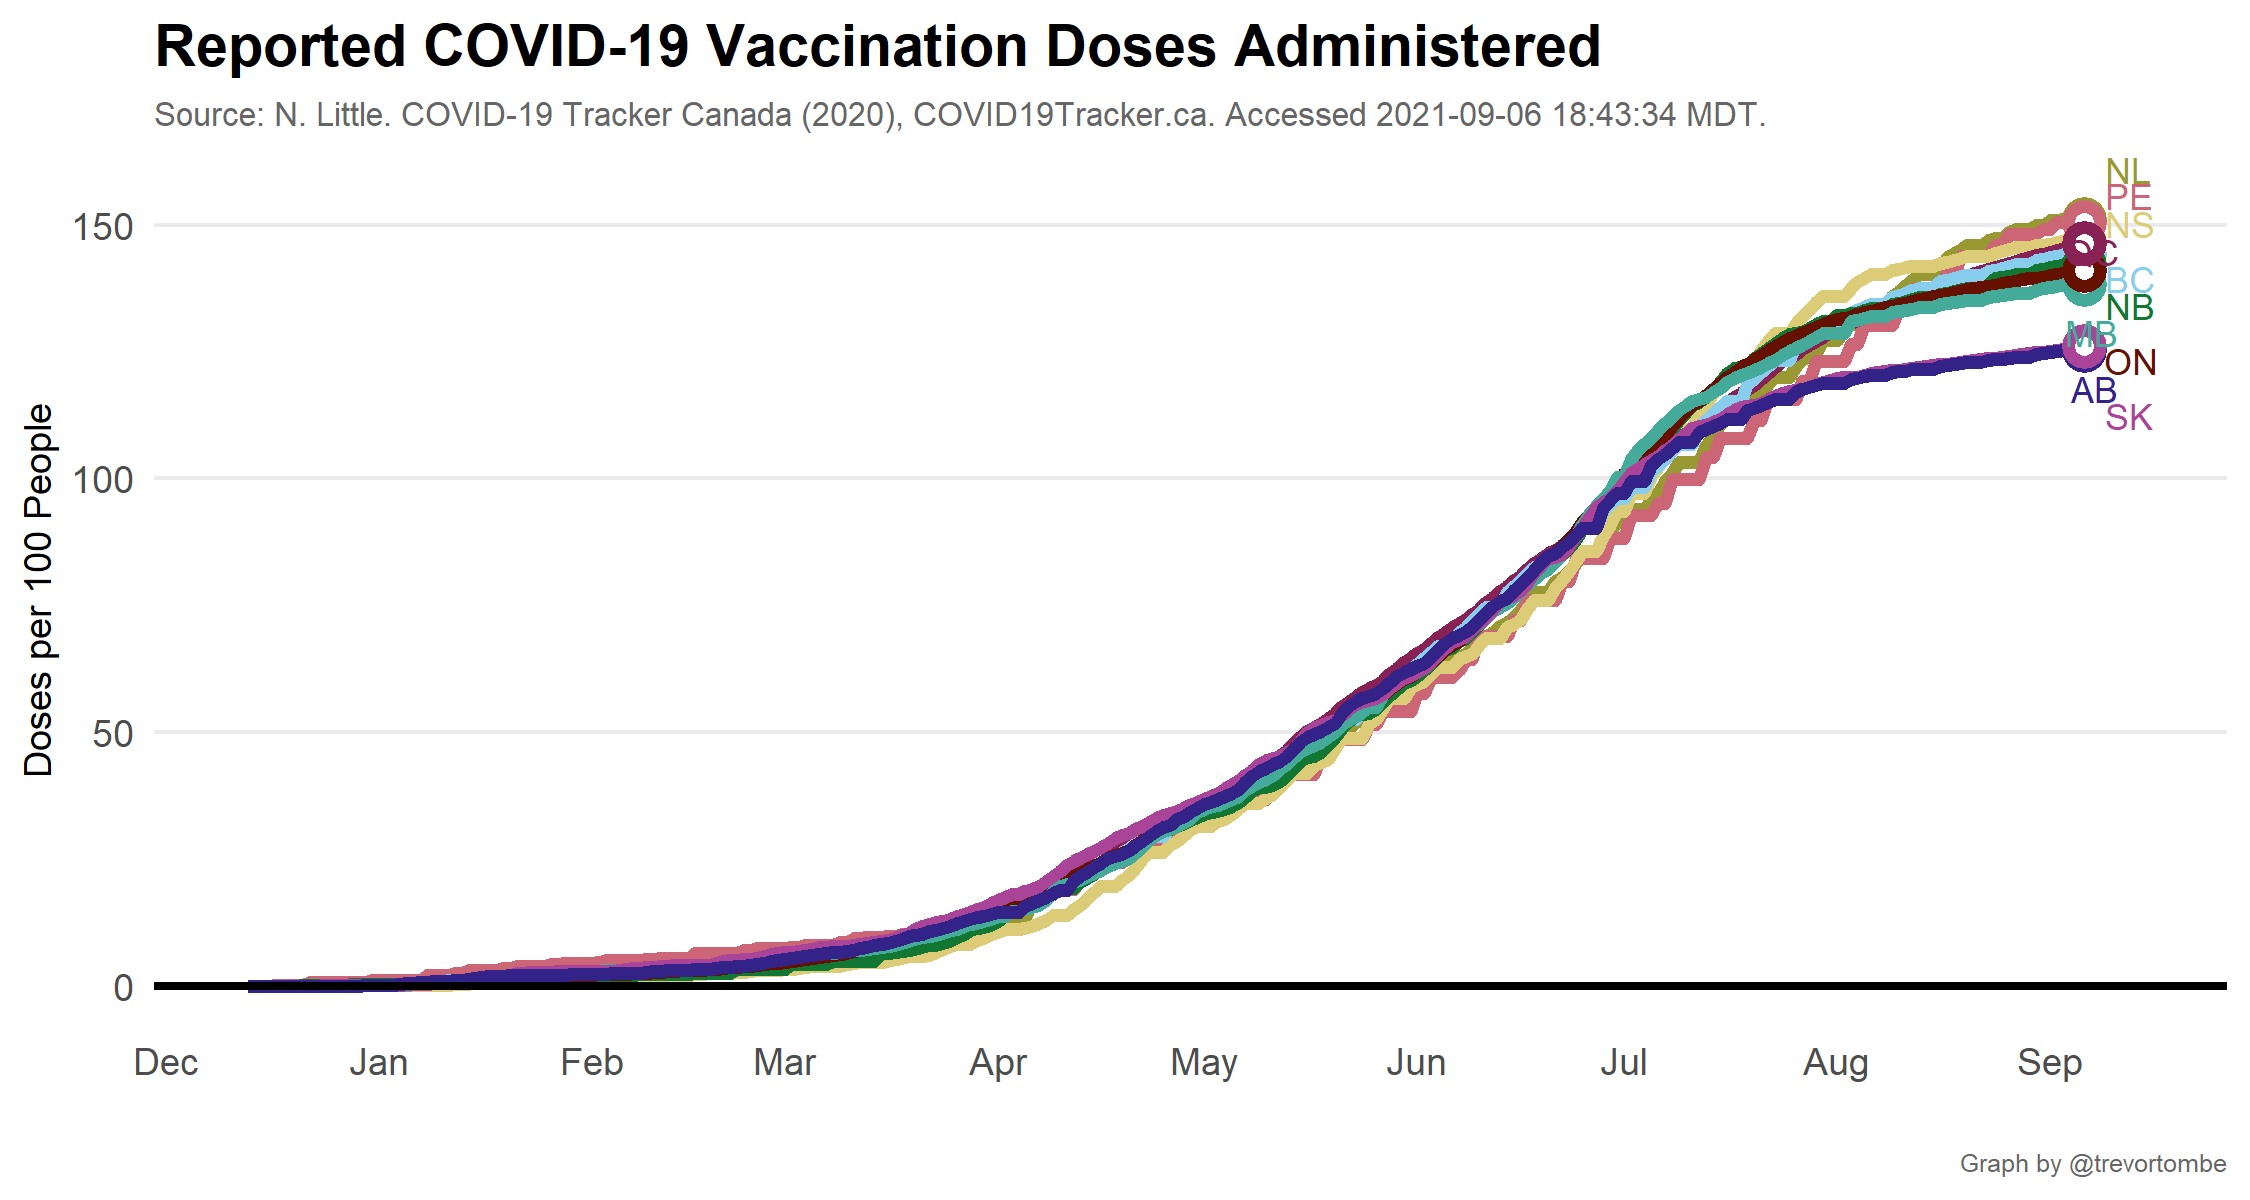 Reported COVID-19 Vaccination Doses Administered
Source: N. Little. COVID-19 Tracker Canada (2020), COVID19Tracker.ca. Accessed 2021-09-06 18:43:34 MDT.
Doses per 100 People
150
100
50
0
NL
PE
NS
QC
BC
NB
MB
ON
AB
SK
Dec Jan Feb Mar Apr May Jun Jul Aug Sep
Graph by @trevortombe